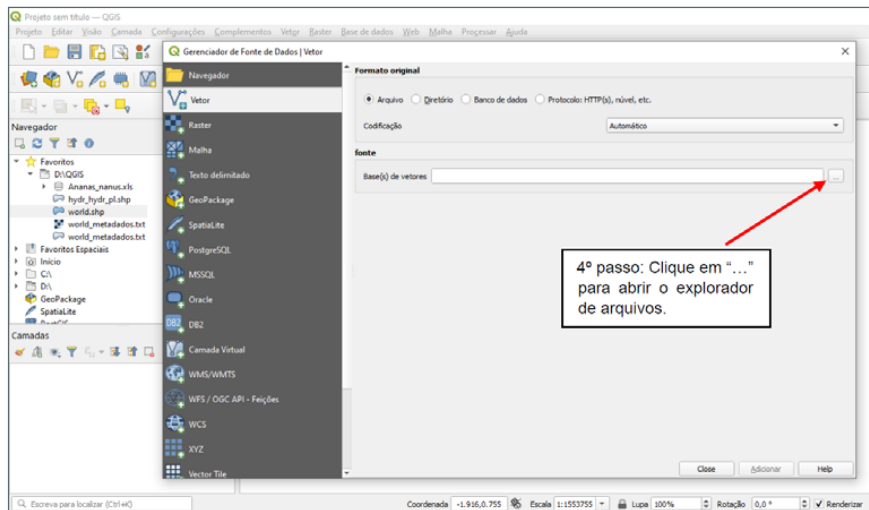 Projeto sem título — QGIS
Projeto Editar Visão Camada Configurações Complementos Vetor Raster Base de dados Web Malha Processar Ajuda
Gerenciador de Fonte de Dados | Vetor
Navegador
Vetor
Raster
Malha
Texto delimitado
GeoPackage
SpatiaLite
PostgreSQL
MSSQL
Oracle
DB2
DB2
Camada Virtual
WMS/WMTS
WFS / OGC API - Feições
WCS
XYZ
Vector Tile
Formato original
Arquivo Diretório Banco de dados Protocolo: HTTP(s), núvel, etc.
Codificação Automático
fonte
Base(s) de vetores ...
4º passo: Clique em “...”
para abrir o explorador
de arquivos.
Close Adicionar Help
Navegador
Favoritos
D:\QGIS
Ananas_nanus.xls
hydr_hydr_pl.shp
world.shp
world_metadados.txt
world_metadados.txt
Favoritos Espaciais
Início
C:\
D:\
GeoPackage
SpatiaLite
PostGIS
Camadas
Escreva para localizar (Ctrl+K) Coordenada -1.916,0.755 Escala 1:1553755 Lupa 100% Rotação 0,0 ° Renderizar